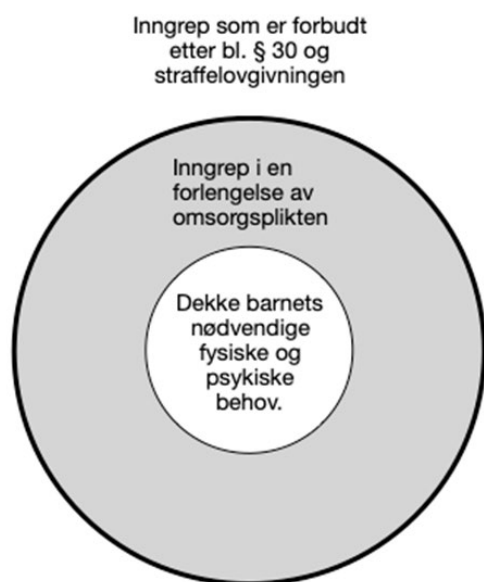 Inngrep som er forbudt
etter bl. § 30 og
straffelovgivningen
Inngrep i en
forlengelse av
omsorgsplikten
Dekke barnets
nødvendige
fysiske og
psykiske
behov.